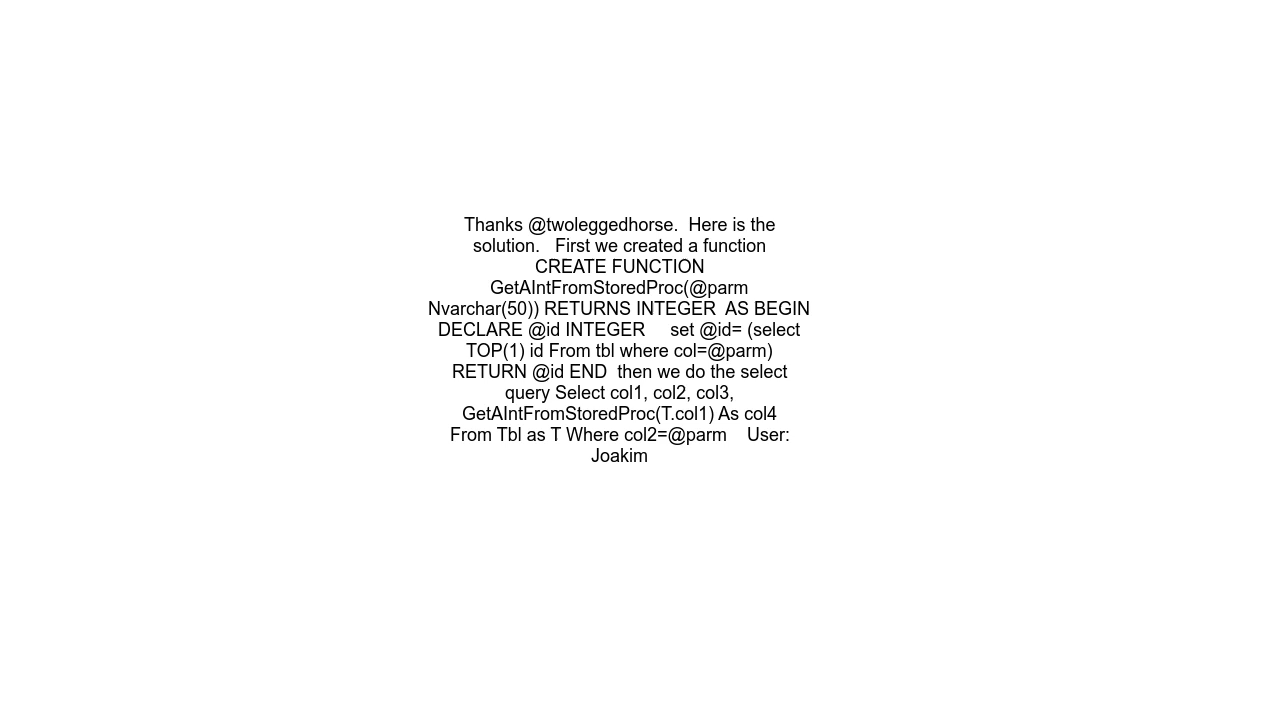 Thanks @twoleggedhorse.  Here is the
solution.   First we created a function
CREATE FUNCTION
GetAIntFromStoredProc(@parm
Nvarchar(50)) RETURNS INTEGER  AS BEGIN
DECLARE @id INTEGER     set @id= (select
TOP(1) id From tbl where col=@parm)
RETURN @id END  then we do the select
query Select col1, col2, col3,
GetAIntFromStoredProc(T.col1) As col4
From Tbl as T Where col2=@parm    User:
Joakim